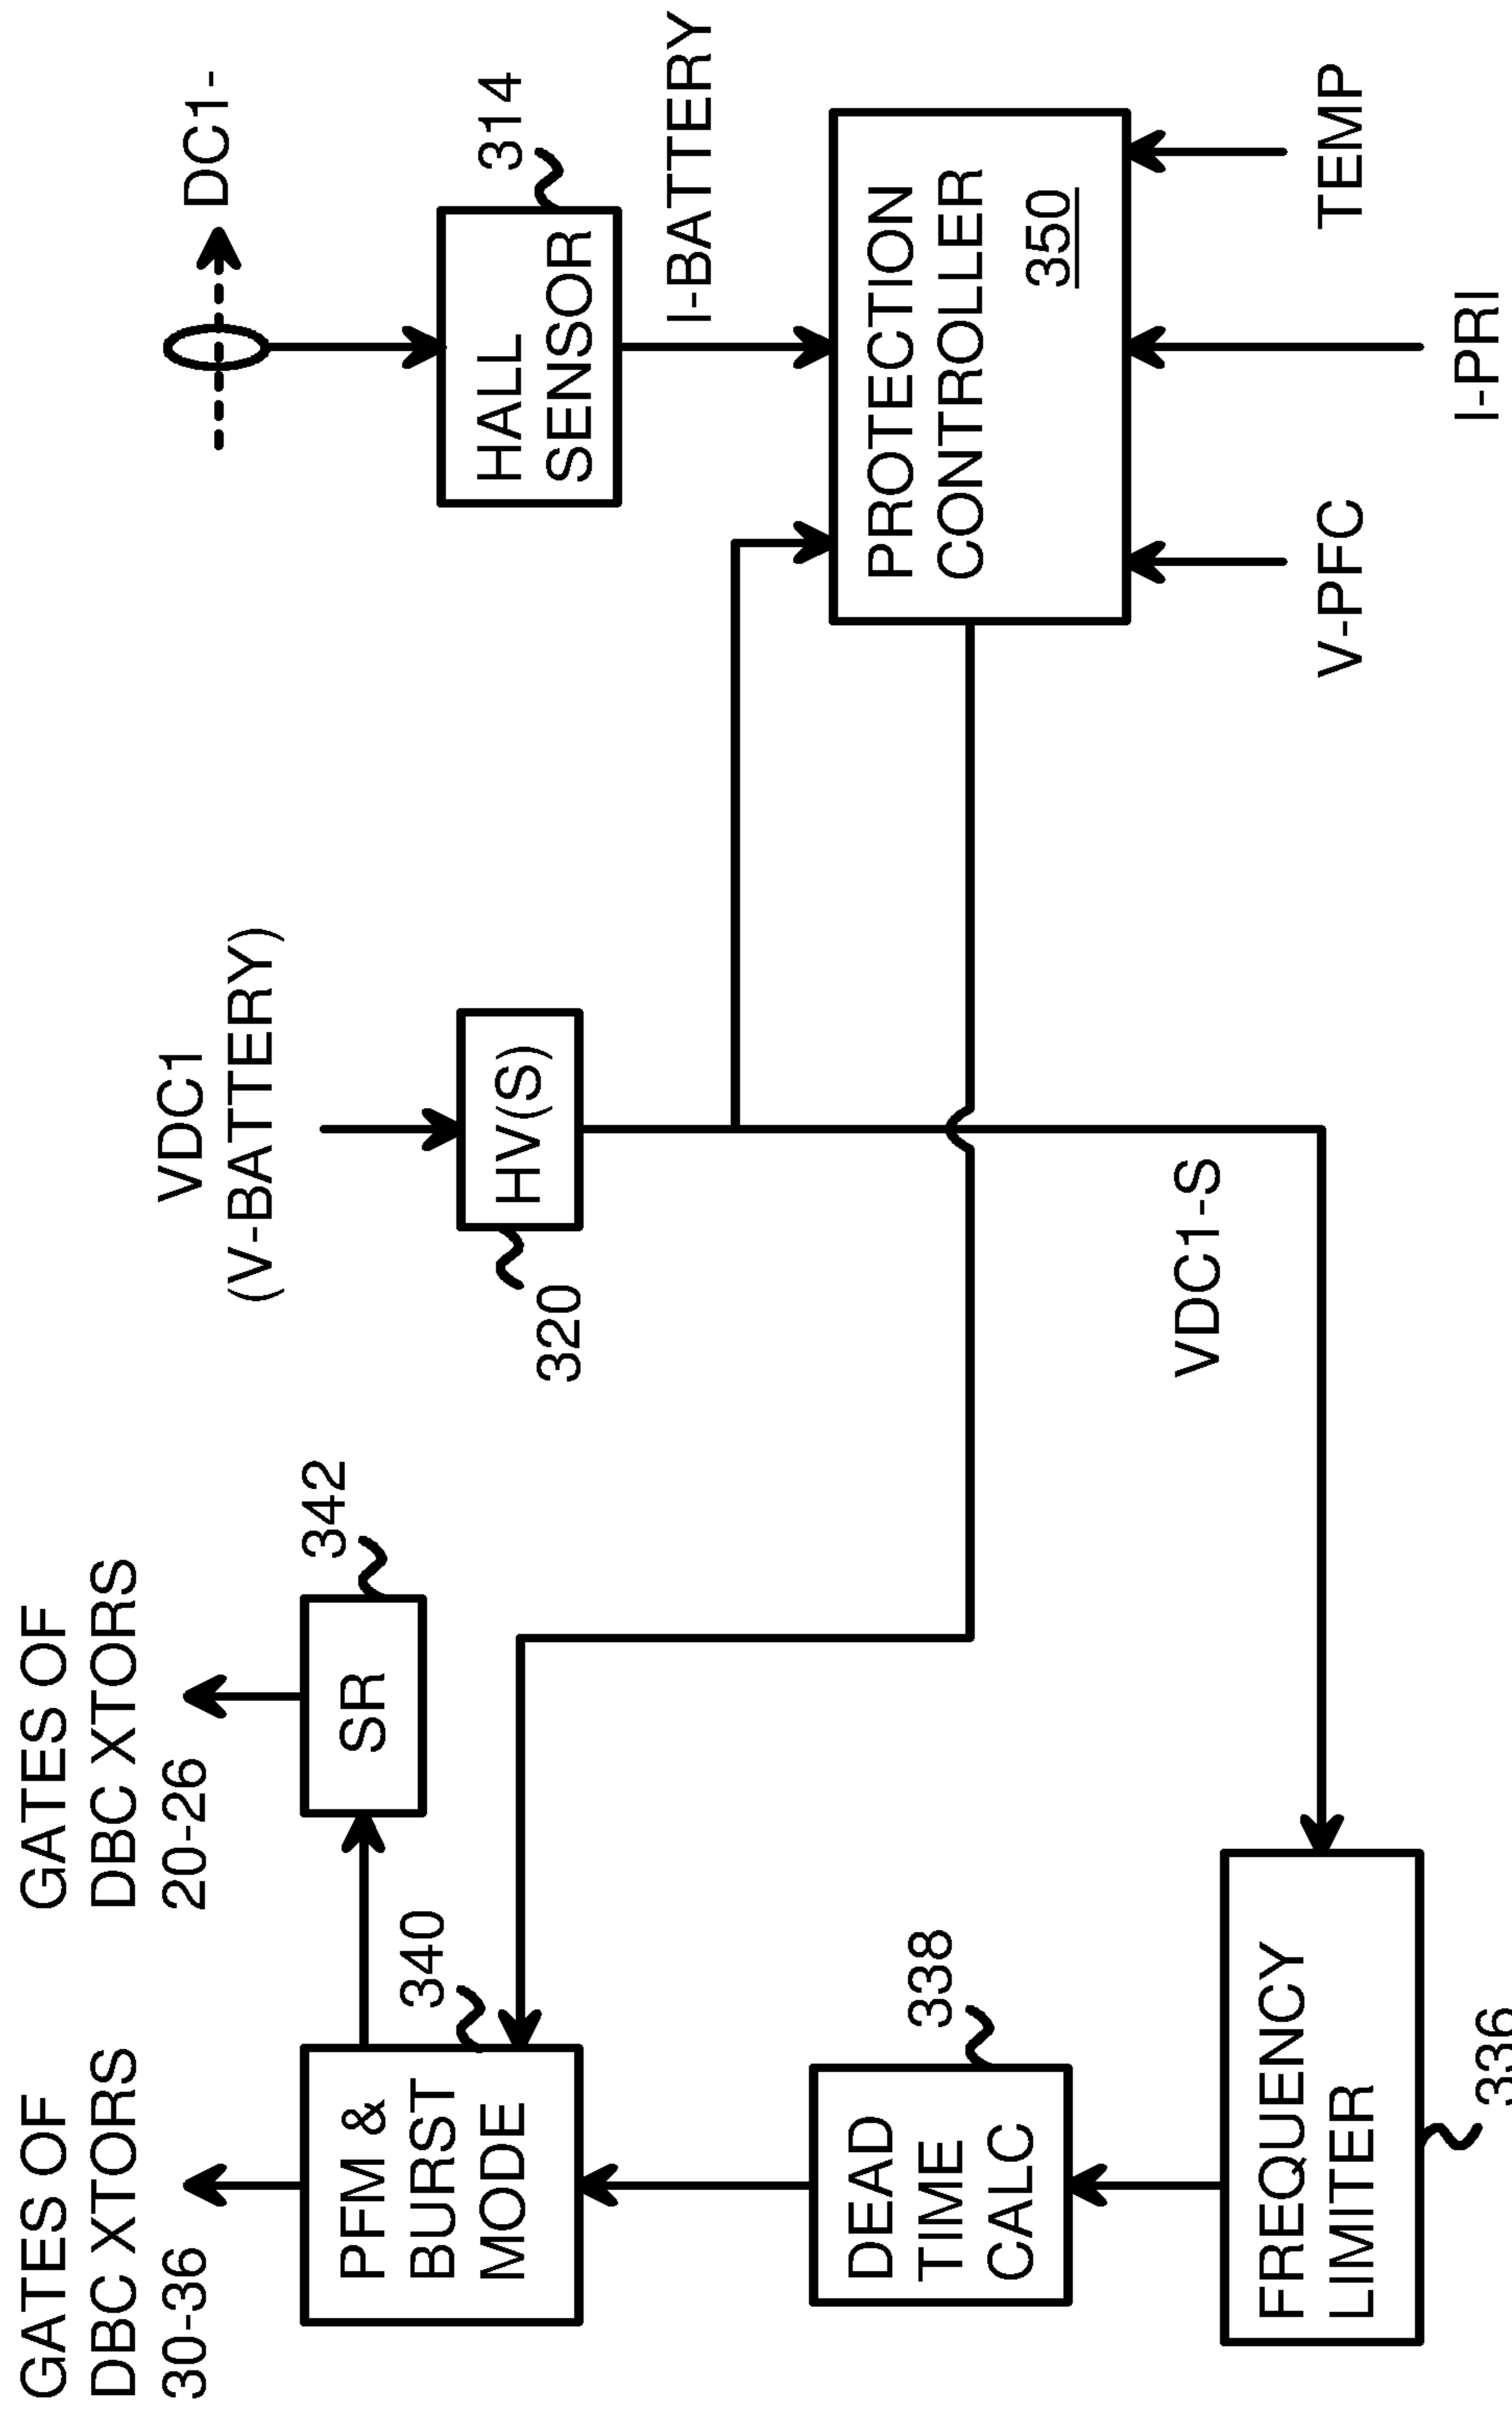 GATES OF
DBC XTORS
30-36
GATES OF
DBC XTORS
20-26
VDC1
(V-BATTERY)
DC1-
PFM &
BURST
MODE
340
SR
342
HV(S)
320
HALL
SENSOR
314
I-BATTERY
DEAD
TIME
CALC
338
PROTECTION
CONTROLLER
350
VDC1-S
FREQUENCY
LIMITER
336
V-PFC
I-PRI
TEMP